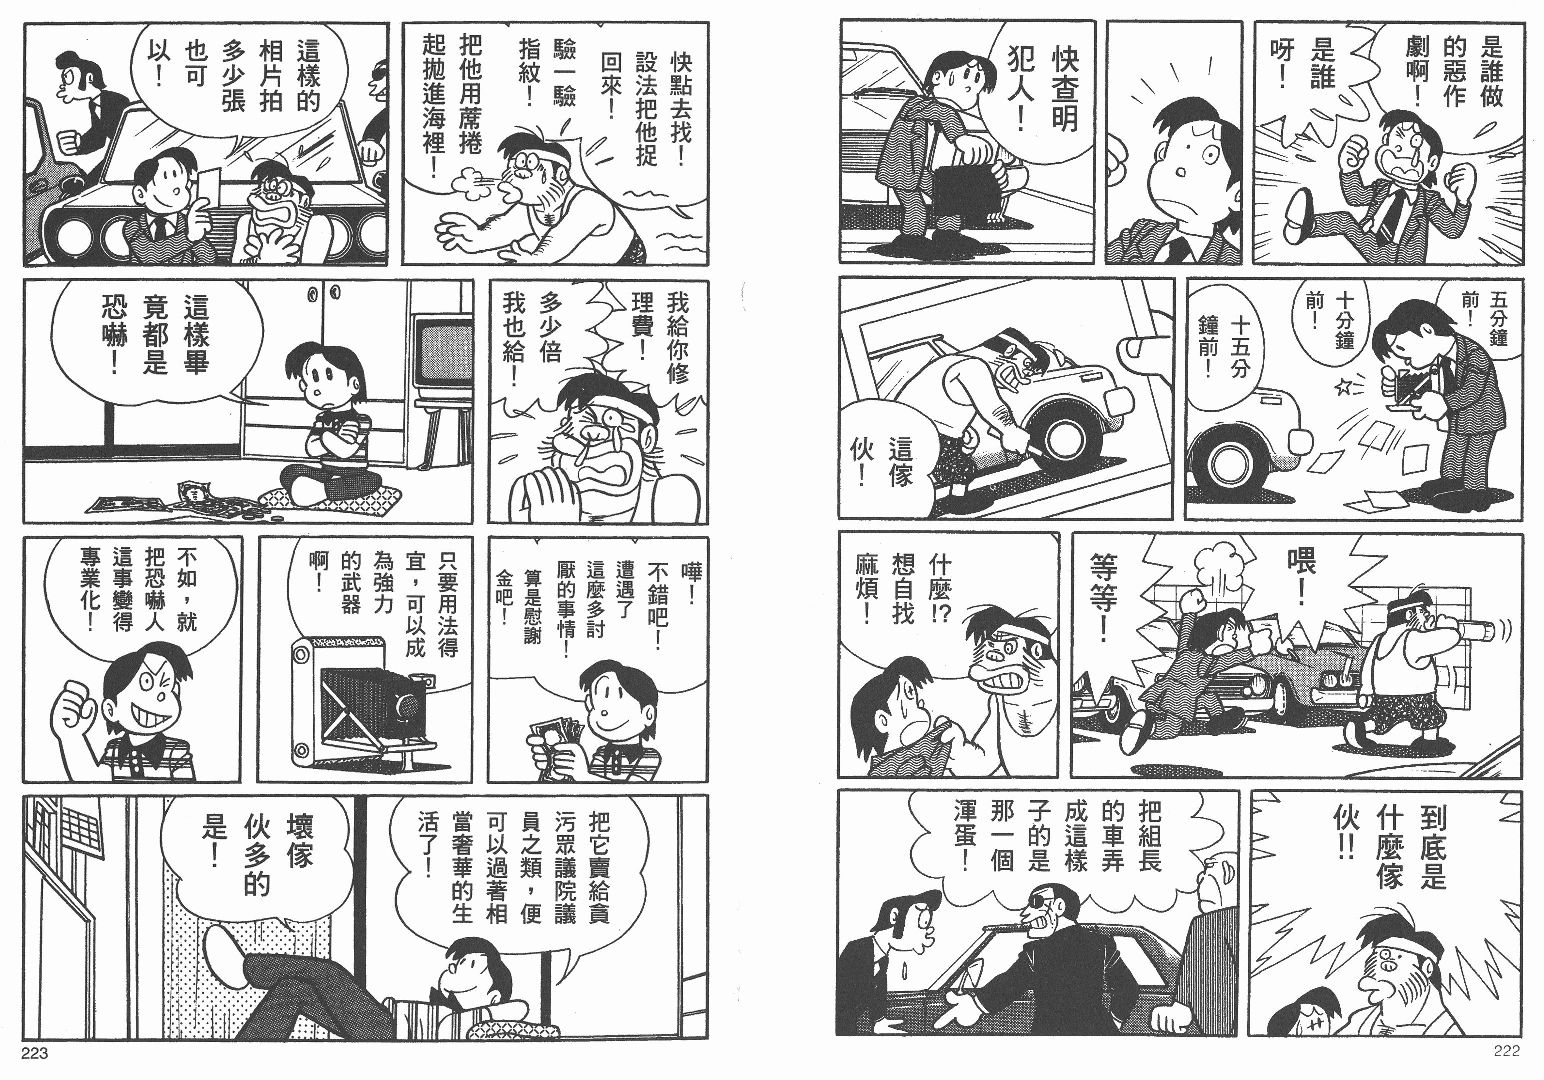 是誰做
的惡作
劇啊！
是誰
呀！
快查明
犯人！
五分鐘
前！
十分鐘
前！
十五分
鐘前！
這傢
伙！
喂！
等等！
什麼!?
想自找
麻煩！
到底是
什麼傢
伙!!
把組長
的車弄
成這樣
子的是
那一個
渾蛋！
222
快點去找！
設法把他捉
回來！
驗一驗
指紋！
把他用蓆捲
起拋進海裡！
這樣的
相片拍
多少張
也可
以！
我給你修
理費！
多少倍
我也給！
這樣畢
竟都是
恐嚇！
嘩！
不錯吧！
遭遇了
這麼多討
厭的事情！
算是慰謝
金吧！
只要用法得
宜，可以成
為強力
的武器
啊！
不如，就
把恐嚇人
這事變得
專業化！
把它賣給貪
污眾議院議
員之類，便
可以過著相
當奢華的生
活了！
壞傢
伙多的
是！
223